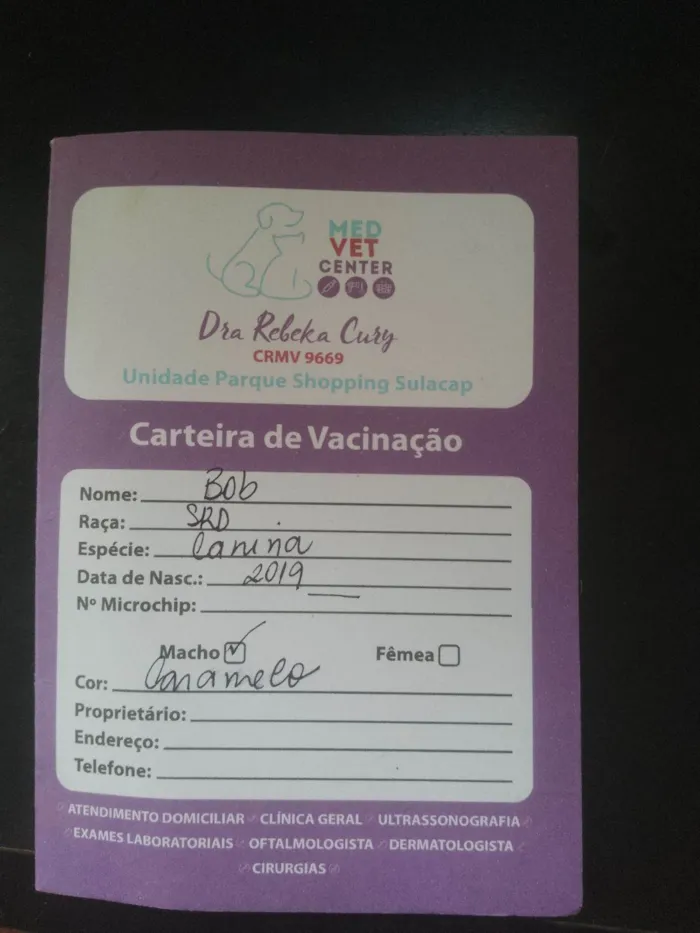 MED
VET
CENTER
Dra Rebeka Cury
CRMV 9669
Unidade Parque Shopping Sulacap
Carteira de Vacinação
Nome: Bob
Raça: SRD
Espécie: Canina
Data de Nasc.: 2019
Nº Microchip:
Macho Fêmea
Cor: Caramelo
Proprietário:
Endereço:
Telefone:
ATENDIMENTO DOMICILIAR CLÍNICA GERAL ULTRASSONOGRAFIA
EXAMES LABORATORIAIS OFTALMOLOGISTA DERMATOLOGISTA
CIRURGIAS